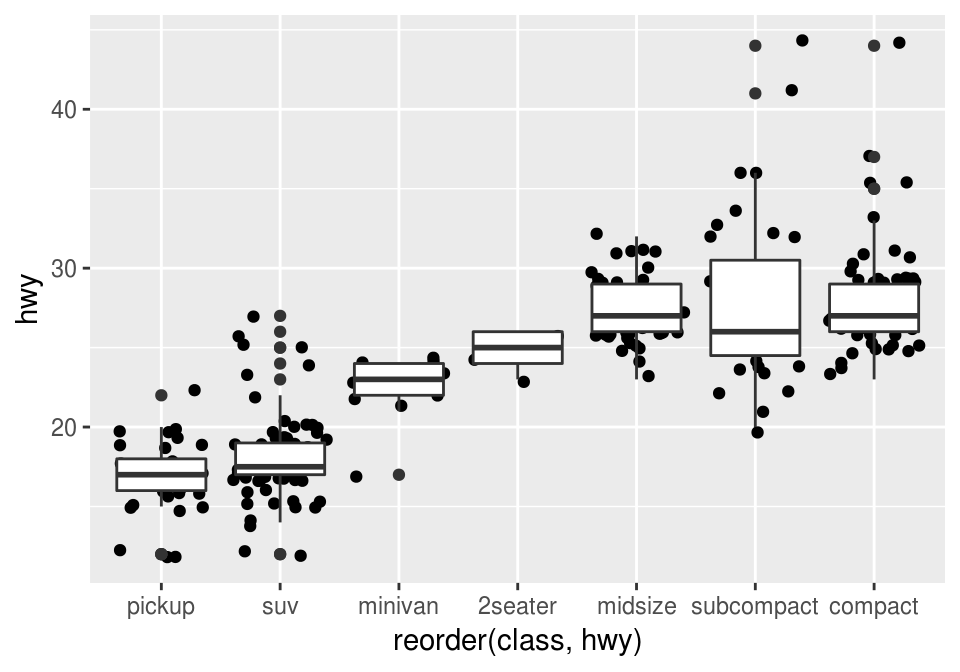 hwy
40
30
20
pickup suv minivan 2seater midsize subcompact compact
reorder(class, hwy)